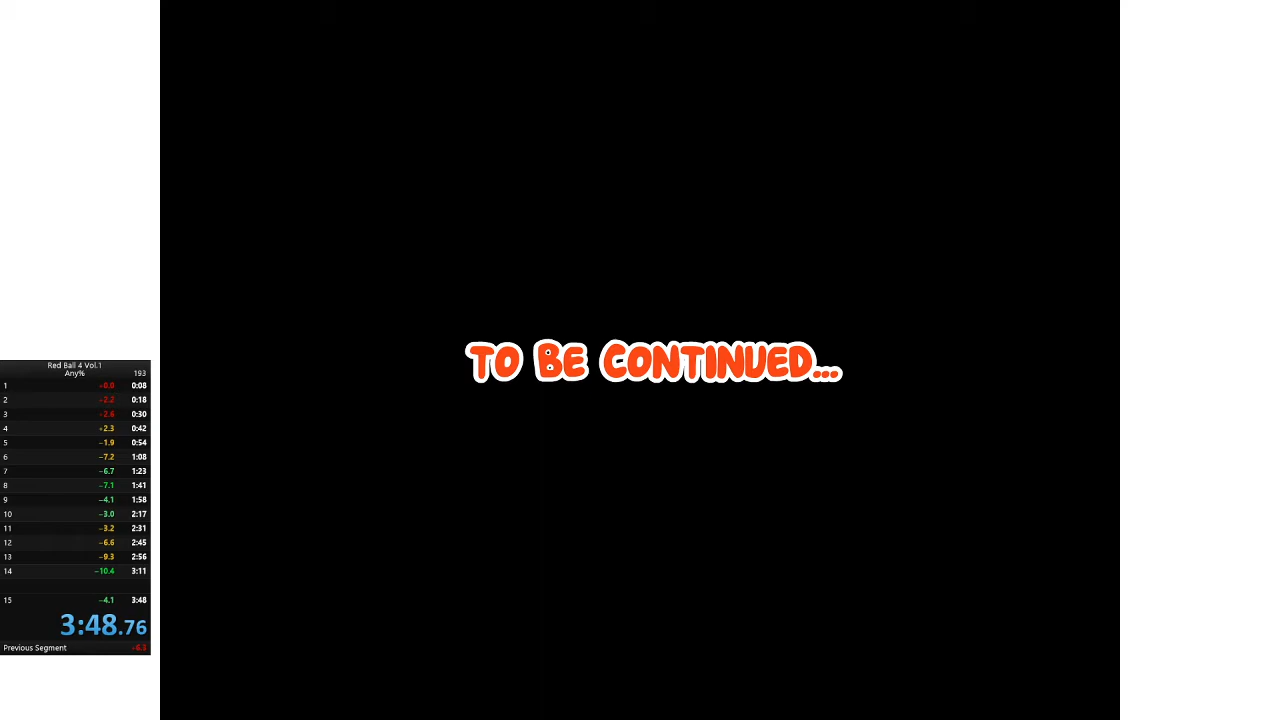 Red Ball 4 Vol.1
Any% 193
1 +0.0 0:08
2 +2.2 0:18
3 +2.6 0:30
4 +2.3 0:42
5 −1.9 0:54
6 −7.2 1:08
7 −6.7 1:23
8 −7.1 1:41
9 −4.1 1:58
10 −3.0 2:17
11 −3.2 2:31
12 −6.6 2:45
13 −9.3 2:56
14 −10.4 3:11
15 −4.1 3:48
3:48.76
Previous Segment +6.3
TO BE CONTINUED...